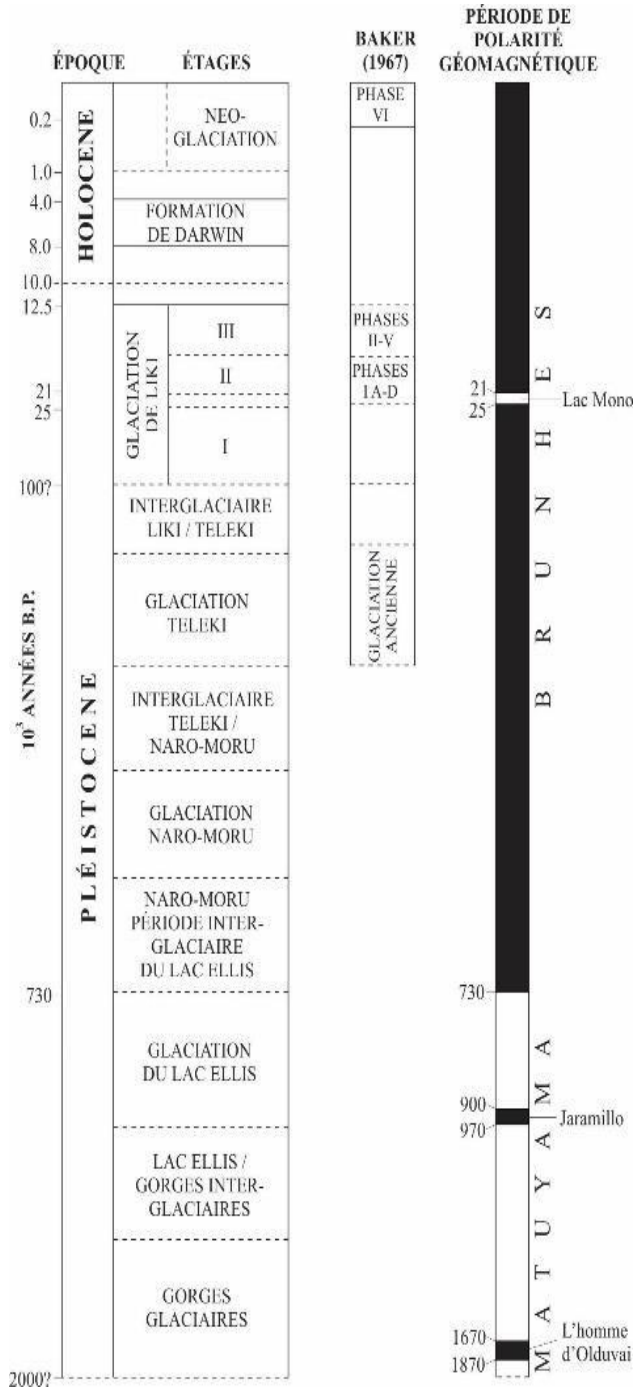 ÉPOQUE
ÉTAGES
BAKER
(1967)
PÉRIODE DE
POLARITÉ
GÉOMAGNÉTIQUE
10³ ANNÉES B.P.
0.2
1.0
4.0
8.0
10.0
12.5
21
25
100?
730
2000?
HOLOCENE
PLÉISTOCENE
NEO-
GLACIATION
FORMATION
DE DARWIN
GLACIATION
DE LIKI
III
II
I
INTERGLACIAIRE
LIKI / TELEKI
GLACIATION
TELEKI
INTERGLACIAIRE
TELEKI /
NARO-MORU
GLACIATION
NARO-MORU
NARO-MORU
PÉRIODE INTER-
GLACIAIRE
DU LAC ELLIS
GLACIATION
DU LAC ELLIS
LAC ELLIS /
GORGES INTER-
GLACIAIRES
GORGES
GLACIAIRES
PHASE
VI
PHASES
II-V
PHASES
I A-D
GLACIATION
ANCIENNE
21
25
Lac Mono
730
900
970
Jaramillo
1670
1870
L'homme
d'Olduvai
BRUNHES
MATUYAMA